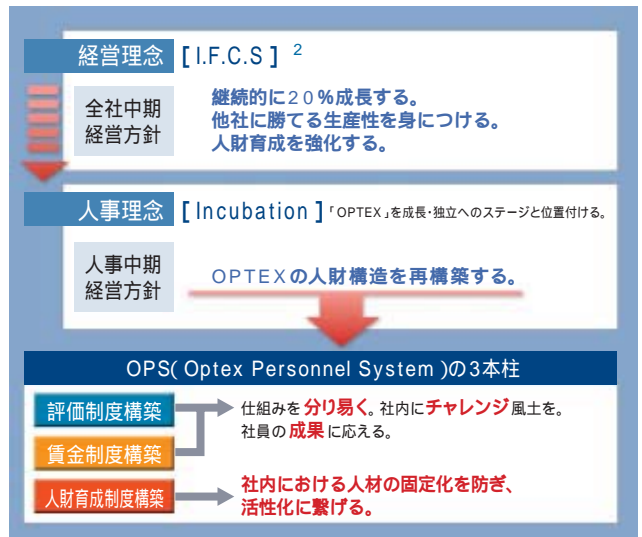 経営理念 [ I.F.C.S ] 2
全社中期
経営方針
継続的に20%成長する。
他社に勝てる生産性を身につける。
人財育成を強化する。
人事理念 [ Incubation ] 「OPTEX」を成長・独立へのステージと位置付ける。
人事中期
経営方針
OPTEXの人財構造を再構築する。
OPS( Optex Personnel System )の3本柱
評価制度構築
仕組みを分り易く。社内にチャレンジ風土を。
社員の成果に応える。
賃金制度構築
人財育成制度構築
社内における人材の固定化を防ぎ、
活性化に繋げる。